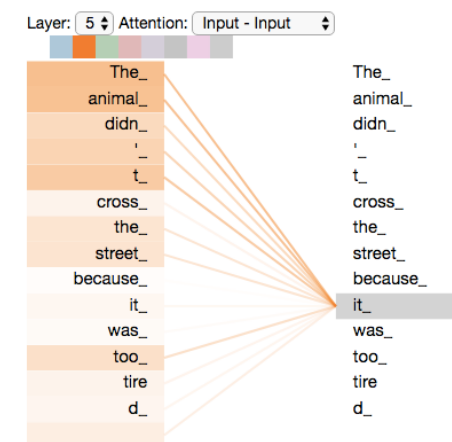 Layer: 5 Attention: Input - Input
The_ The_
animal_ animal_
didn_ didn_
'_ '_
t_ t_
cross_ cross_
the_ the_
street_ street_
because_ because_
it_ it_
was_ was_
too_ too_
tire tire
d_ d_